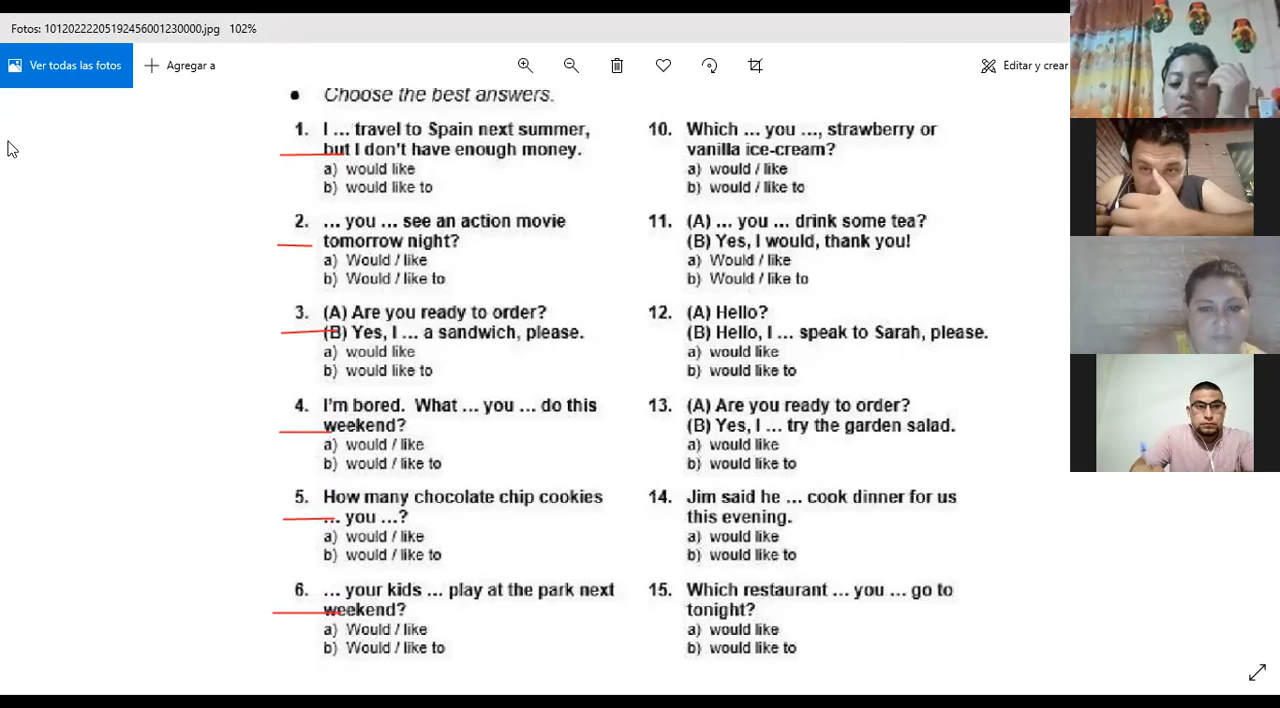 Fotos: 10120222205192456001230000.jpg 102%
Ver todas las fotos
Agregar a
Editar y crear
Choose the best answers.
1. I ... travel to Spain next summer,
but I don't have enough money.
a) would like
b) would like to
2. ... you ... see an action movie
tomorrow night?
a) Would / like
b) Would / like to
3. (A) Are you ready to order?
(B) Yes, I ... a sandwich, please.
a) would like
b) would like to
4. I'm bored. What ... you ... do this
weekend?
a) would / like
b) would / like to
5. How many chocolate chip cookies
... you ...?
a) would / like
b) would / like to
6. ... your kids ... play at the park next
weekend?
a) Would / like
b) Would / like to
10. Which ... you ..., strawberry or
vanilla ice-cream?
a) would / like
b) would / like to
11. (A) ... you ... drink some tea?
(B) Yes, I would, thank you!
a) Would / like
b) Would / like to
12. (A) Hello?
(B) Hello, I ... speak to Sarah, please.
a) would like
b) would like to
13. (A) Are you ready to order?
(B) Yes, I ... try the garden salad.
a) would like
b) would like to
14. Jim said he ... cook dinner for us
this evening.
a) would like
b) would like to
15. Which restaurant ... you ... go to
tonight?
a) would like
b) would like to